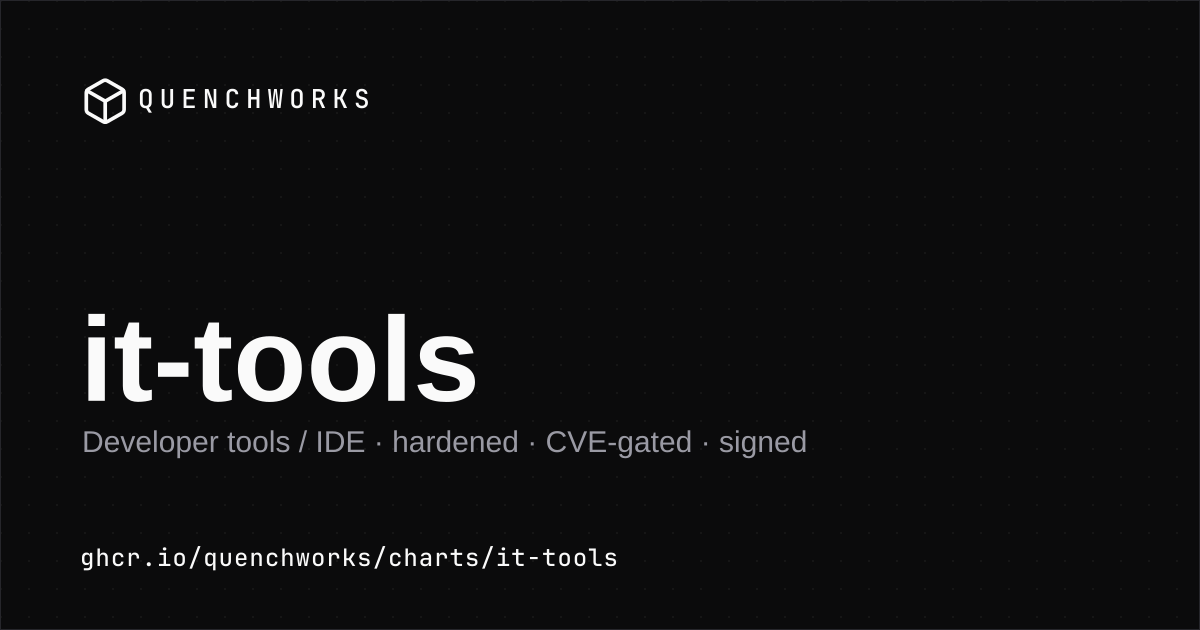 QUENCHWORKS
it-tools
Developer tools / IDE · hardened · CVE-gated · signed
ghcr.io/quenchworks/charts/it-tools